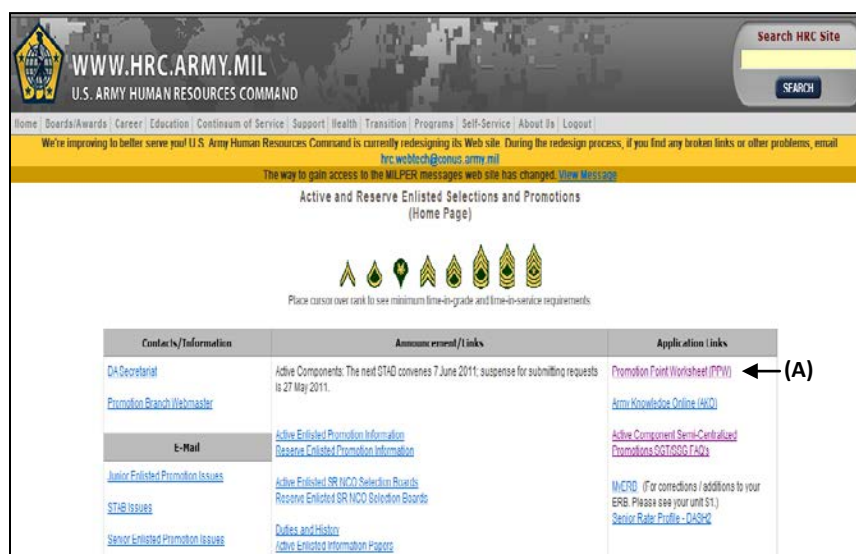 WWW.HRC.ARMY.MIL
U.S. ARMY HUMAN RESOURCES COMMAND
Search HRC Site
SEARCH
Home Boards/Awards Career Education Continuum of Service Support Health Transition Programs Self-Service About Us Logout
We're improving to better serve you! U.S. Army Human Resources Command is currently redesigning its Web site. During the redesign process, if you find any broken links or other problems, email
hrc.webtech@conus.army.mil
The way to gain access to the MILPER messages web site has changed. View Message
Active and Reserve Enlisted Selections and Promotions
(Home Page)
Place cursor over rank to see minimum time-in-grade and time-in-service requirements
Contacts/Information
DA Secretariat
Promotion Branch Webmaster
E-Mail
Junior Enlisted Promotion Issues
STAB Issues
Senior Enlisted Promotion Issues
Announcement/Links
Active Components: The next STAB convenes 7 June 2011; suspense for submitting requests
is 27 May 2011.
Active Enlisted Promotion Information
Reserve Enlisted Promotion Information
Active Enlisted SR NCO Selection Boards
Reserve Enlisted SR NCO Selection Boards
Duties and History
Active Enlisted Information Papers
Application Links
Promotion Point Worksheet (PPW)
(A)
Army Knowledge Online (AKO)
Active Component Semi-Centralized
Promotions SGT/SSG FAQ's
MyERB (For corrections / additions to your
ERB. Please see your unit S1.)
Senior Rater Profile - DASH2